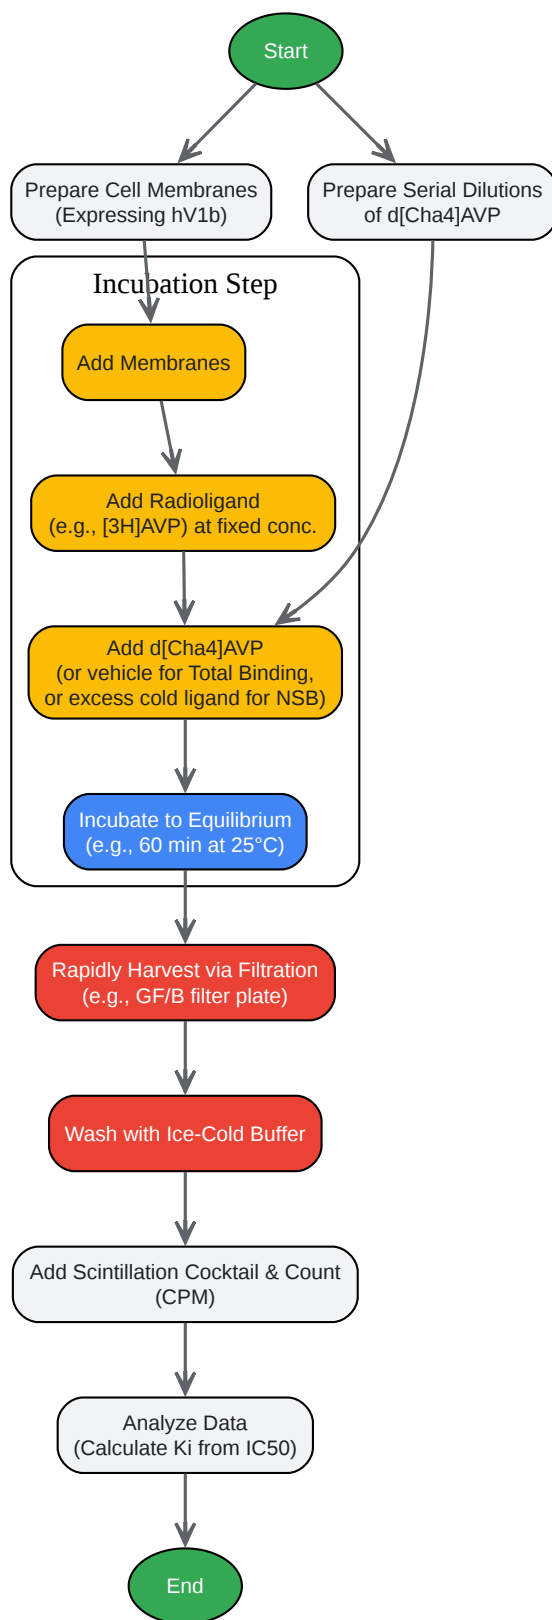 Start
Prepare Cell Membranes
(Expressing hV1b)
Prepare Serial Dilutions
of d[Cha4]AVP
Incubation Step
Add Membranes
Add Radioligand
(e.g., [3H]AVP) at fixed conc.
Add d[Cha4]AVP
(or vehicle for Total Binding,
or excess cold ligand for NSB)
Incubate to Equilibrium
(e.g., 60 min at 25°C)
Rapidly Harvest via Filtration
(e.g., GF/B filter plate)
Wash with Ice-Cold Buffer
Add Scintillation Cocktail & Count
(CPM)
Analyze Data
(Calculate Ki from IC50)
End